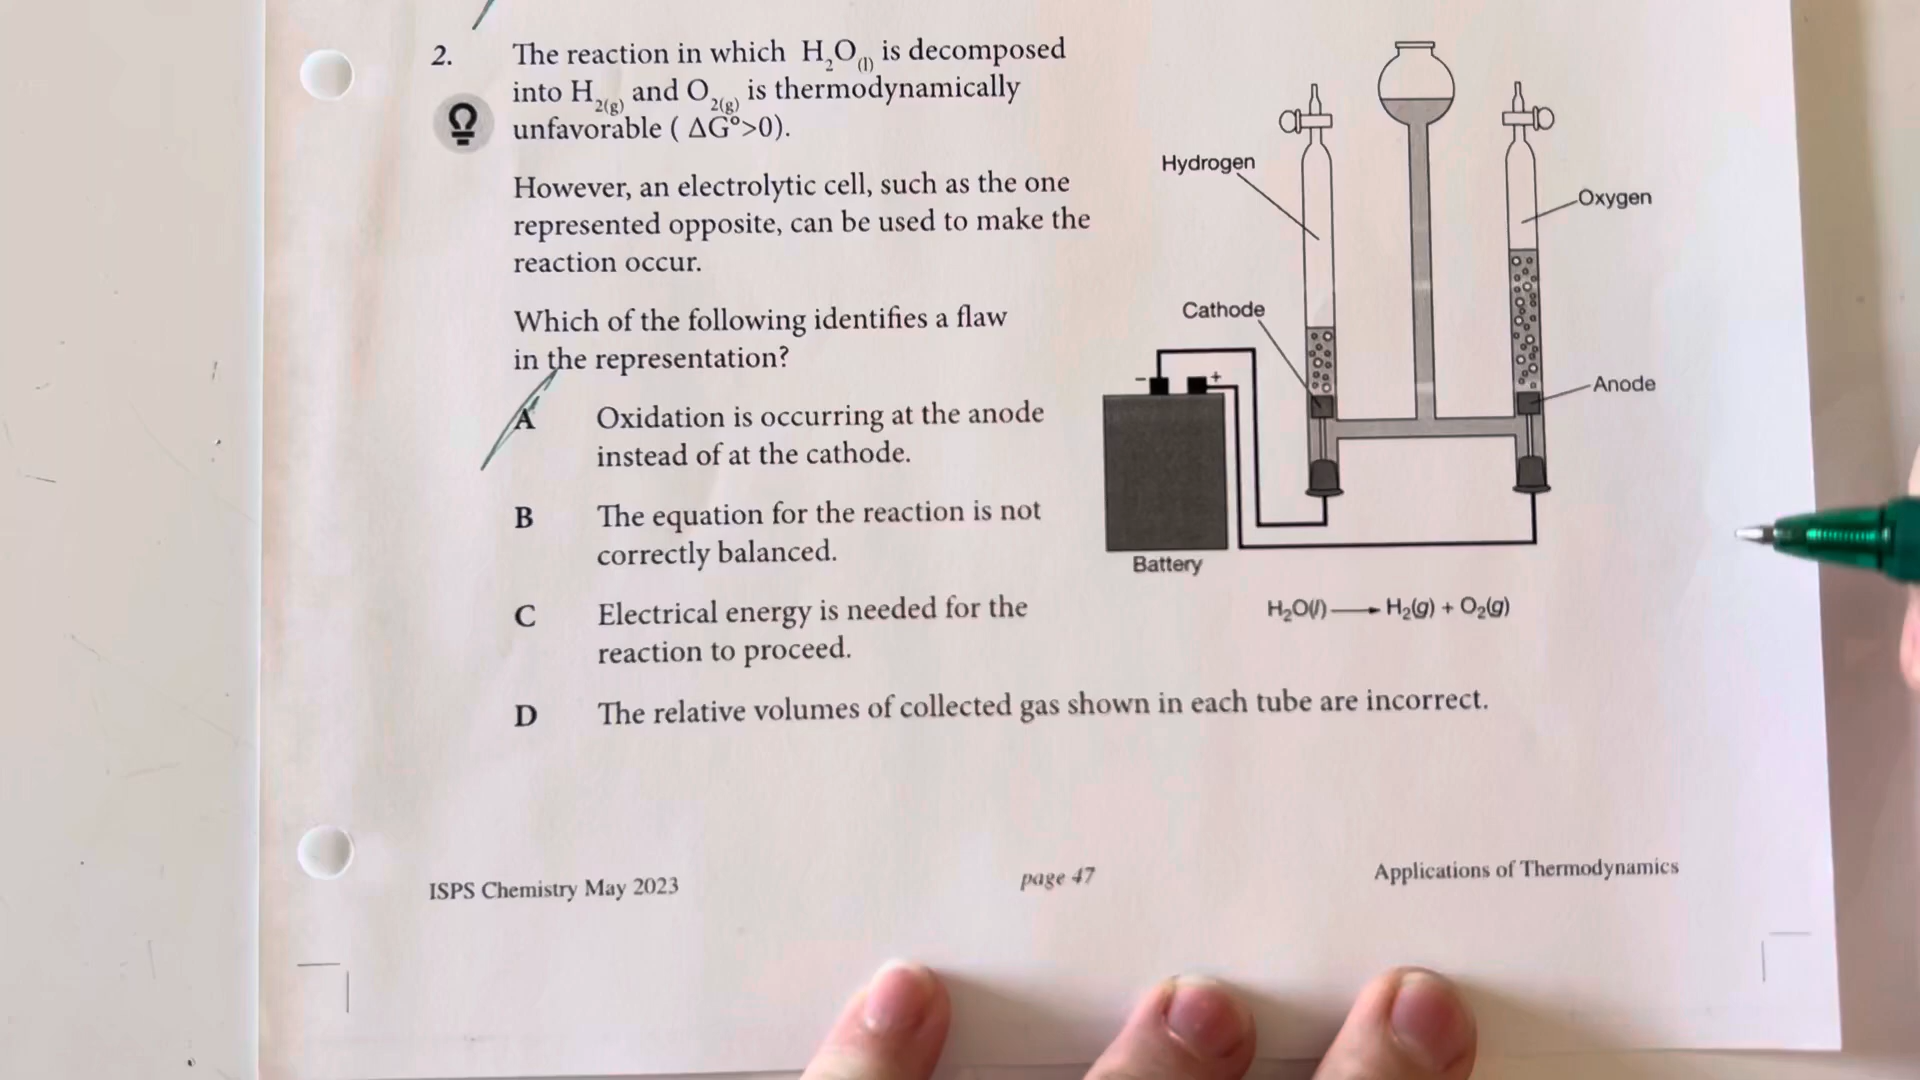 2. The reaction in which H₂O₍ₗ₎ is decomposed
into H₂₍g₎ and O₂₍g₎ is thermodynamically
unfavorable ( ΔG°>0).
However, an electrolytic cell, such as the one
represented opposite, can be used to make the
reaction occur.
Which of the following identifies a flaw
in the representation?
A Oxidation is occurring at the anode
instead of at the cathode.
B The equation for the reaction is not
correctly balanced.
C Electrical energy is needed for the
reaction to proceed.
D The relative volumes of collected gas shown in each tube are incorrect.
Hydrogen
Oxygen
Cathode
Anode
− +
Battery
H₂O(l) ⟶ H₂(g) + O₂(g)
ISPS Chemistry May 2023 page 47 Applications of Thermodynamics